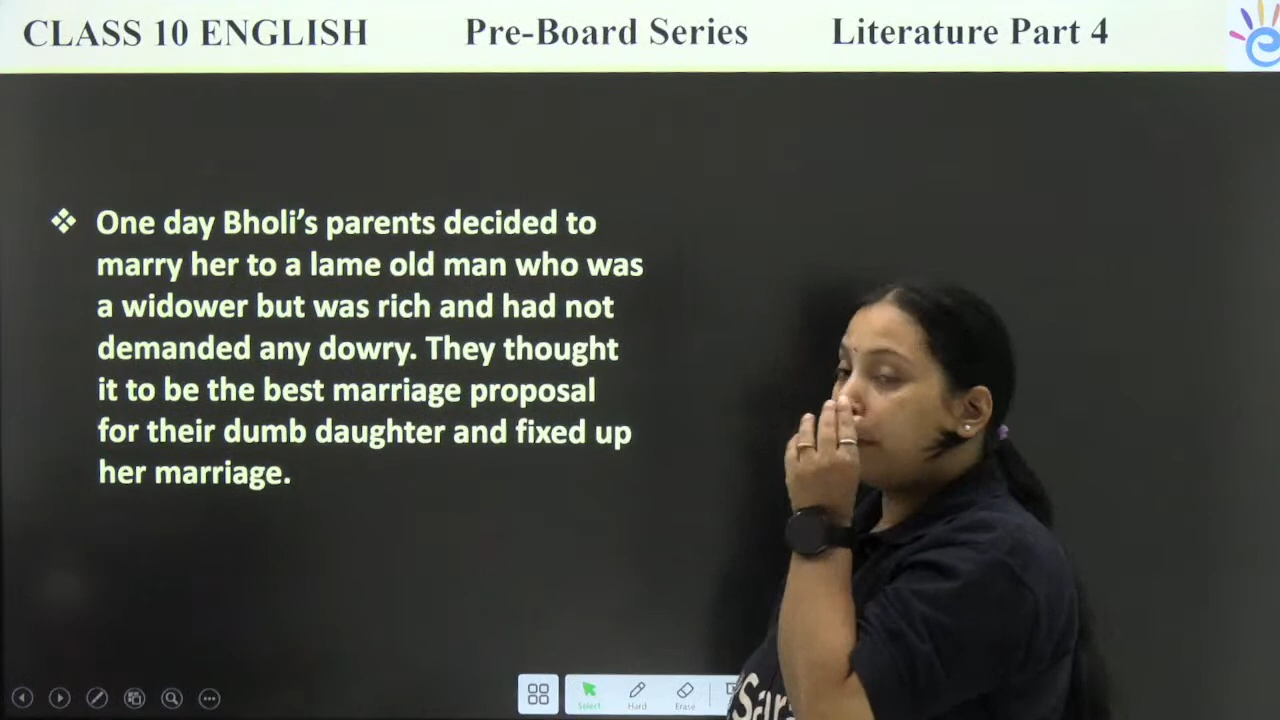 CLASS 10 ENGLISH Pre-Board Series Literature Part 4
❖ One day Bholi's parents decided to
marry her to a lame old man who was
a widower but was rich and had not
demanded any dowry. They thought
it to be the best marriage proposal
for their dumb daughter and fixed up
her marriage.
Select Hard Erase